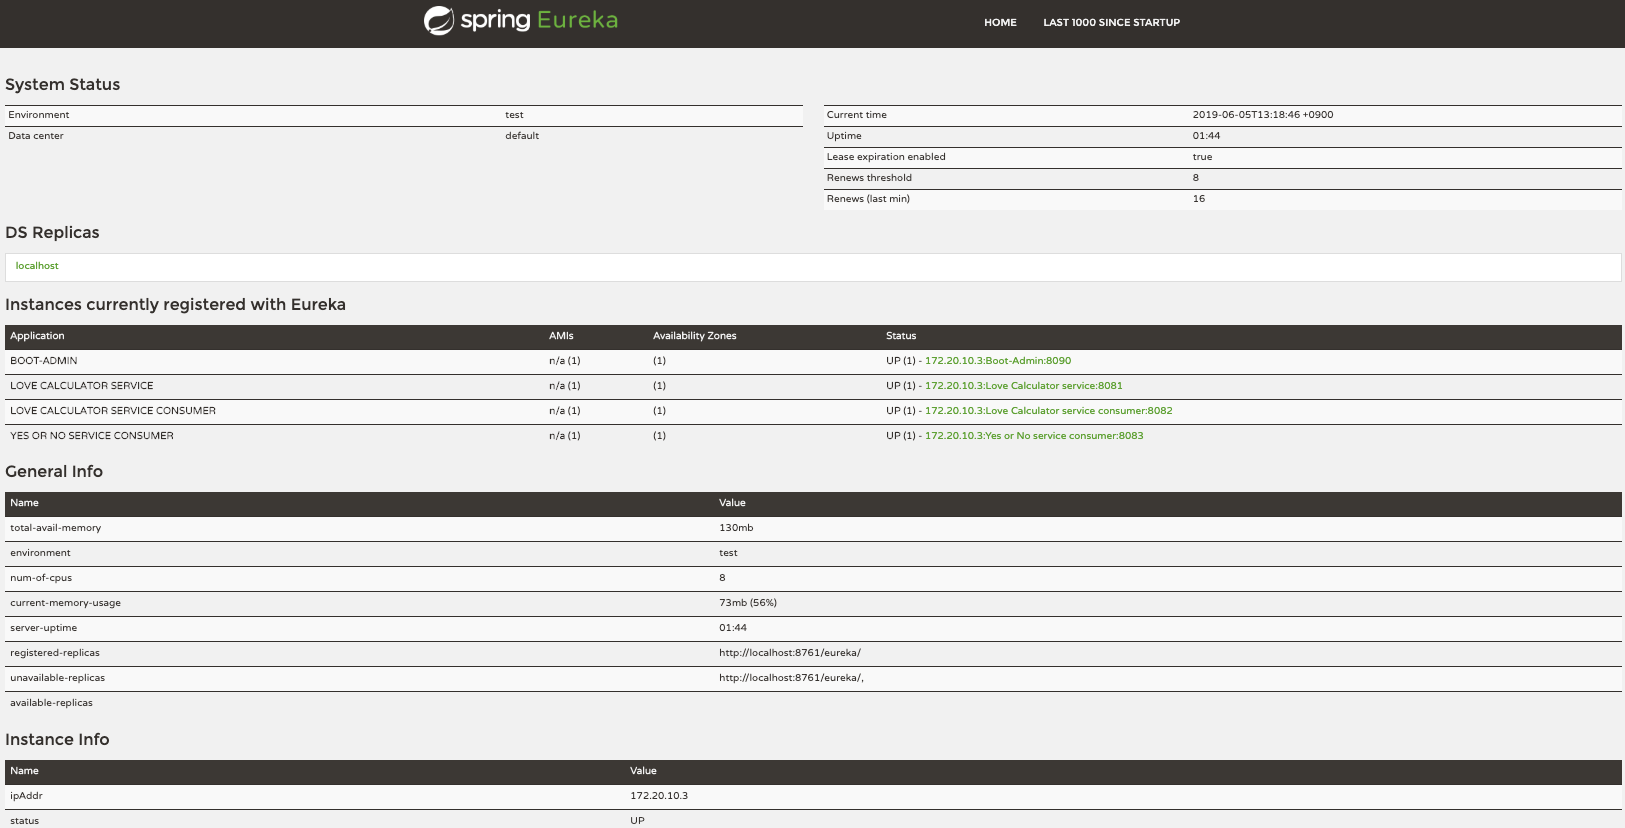 spring Eureka HOME LAST 1000 SINCE STARTUP
System Status
Environment test
Data center default
Current time 2019-06-05T13:18:46 +0900
Uptime 01:44
Lease expiration enabled true
Renews threshold 8
Renews (last min) 16
DS Replicas
localhost
Instances currently registered with Eureka
Application AMIs Availability Zones Status
BOOT-ADMIN n/a (1) (1) UP (1) - 172.20.10.3:Boot-Admin:8090
LOVE CALCULATOR SERVICE n/a (1) (1) UP (1) - 172.20.10.3:Love Calculator service:8081
LOVE CALCULATOR SERVICE CONSUMER n/a (1) (1) UP (1) - 172.20.10.3:Love Calculator service consumer:8082
YES OR NO SERVICE CONSUMER n/a (1) (1) UP (1) - 172.20.10.3:Yes or No service consumer:8083
General Info
Name Value
total-avail-memory 130mb
environment test
num-of-cpus 8
current-memory-usage 73mb (56%)
server-uptime 01:44
registered-replicas http://localhost:8761/eureka/
unavailable-replicas http://localhost:8761/eureka/,
available-replicas
Instance Info
Name Value
ipAddr 172.20.10.3
status UP